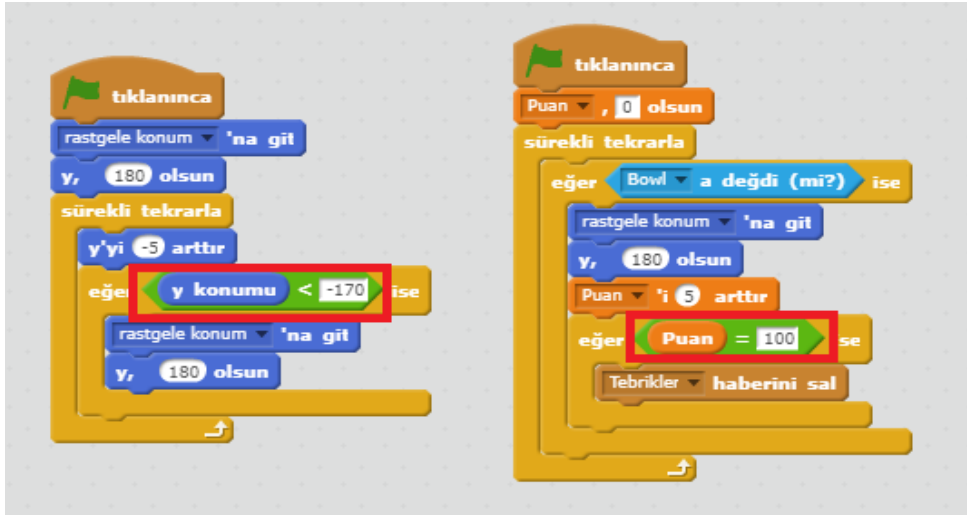 tıklanınca
rastgele konum 'na git
y, 180 olsun
sürekli tekrarla
y'yi -5 arttır
eğe y konumu < -170 ise
rastgele konum 'na git
y, 180 olsun
tıklanınca
Puan , 0 olsun
sürekli tekrarla
eğer Bowl a değdi (mi?) ise
rastgele konum 'na git
y, 180 olsun
Puan 'i 5 arttır
eğer Puan = 100 se
Tebrikler haberini sal